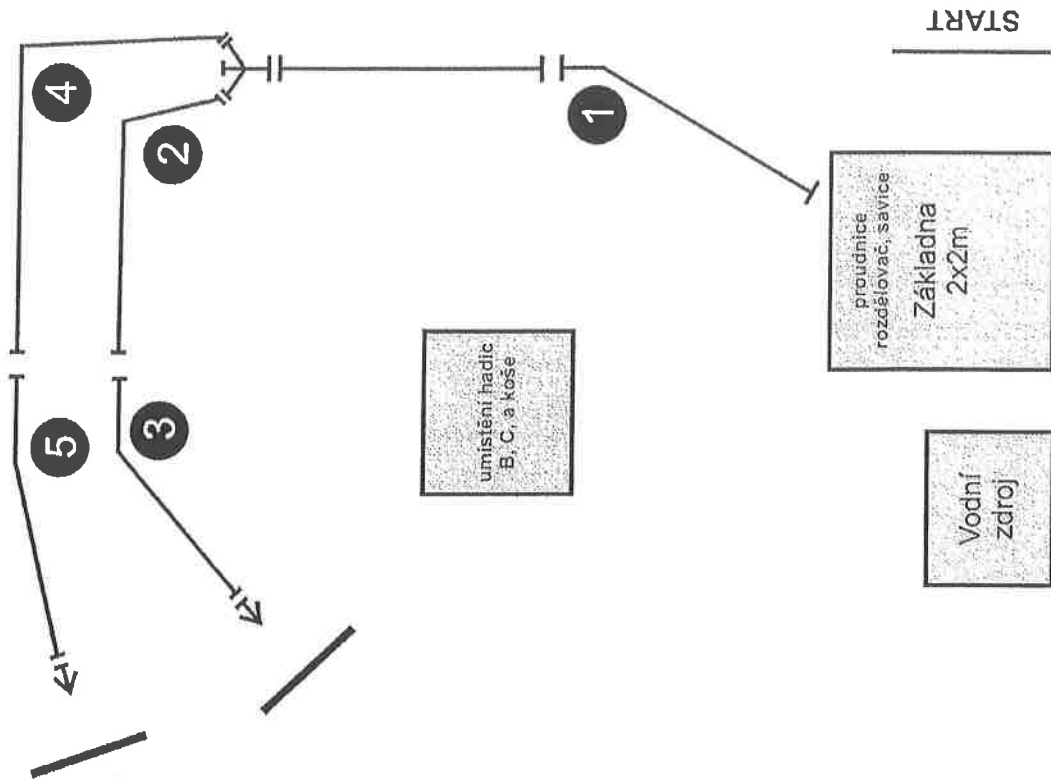 START
4
2
1
proudnice
rozdělovač, savice
Základna
2x2m
umístění hadic
B, C, a koše
5
3
Vodní
zdroj